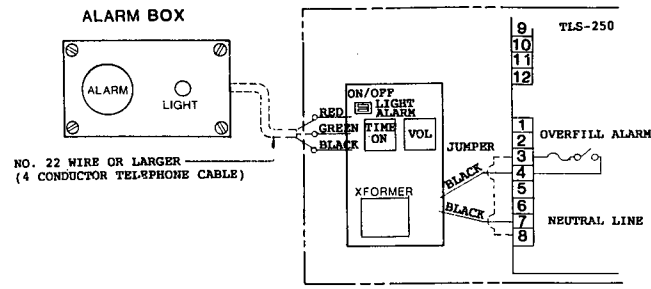 ALARM BOX
ALARM
LIGHT
NO. 22 WIRE OR LARGER
(4 CONDUCTOR TELEPHONE CABLE)
RED
GREEN
BLACK
ON/OFF
LIGHT
ALARM
TIME
ON
VOL
XFORMER
JUMPER
BLACK
BLACK
TLS-250
9
10
11
12
1
2
3
4
5
6
7
8
OVERFILL ALARM
NEUTRAL LINE